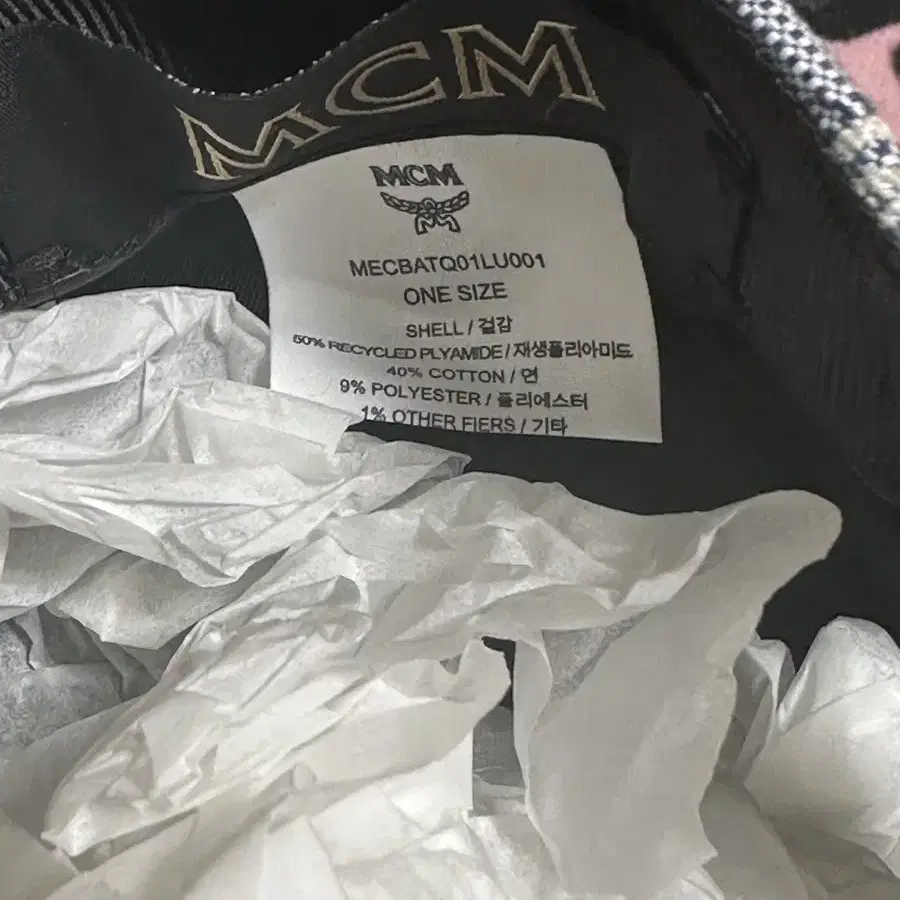 MCM
MCM
MECBATQ01LU001
ONE SIZE
SHELL / 겉감
50% RECYCLED PLYAMIDE / 재생폴리아미드
40% COTTON / 면
9% POLYESTER / 폴리에스터
1% OTHER FIERS / 기타